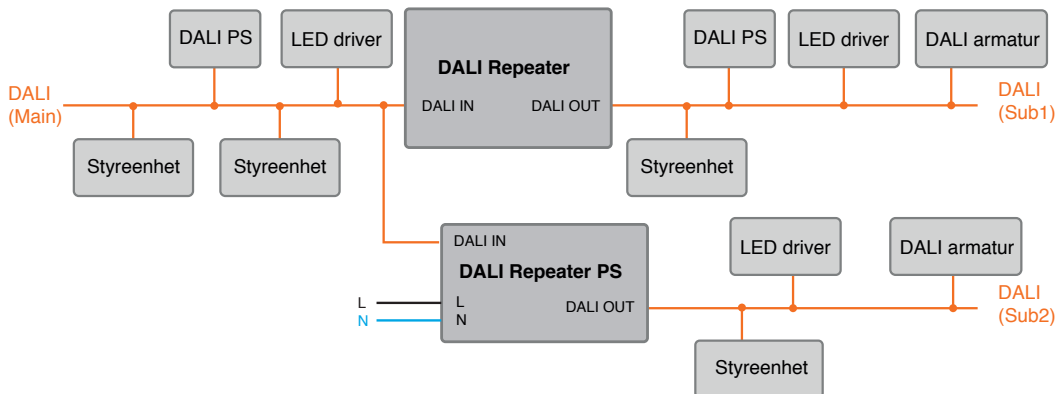 DALI PS
LED driver
DALI Repeater
DALI PS
LED driver
DALI armatur
DALI
(Main)
DALI IN
DALI OUT
DALI
(Sub1)
Styreenhet
Styreenhet
Styreenhet
DALI IN
DALI Repeater PS
LED driver
DALI armatur
L
L
DALI OUT
N
N
DALI
(Sub2)
Styreenhet